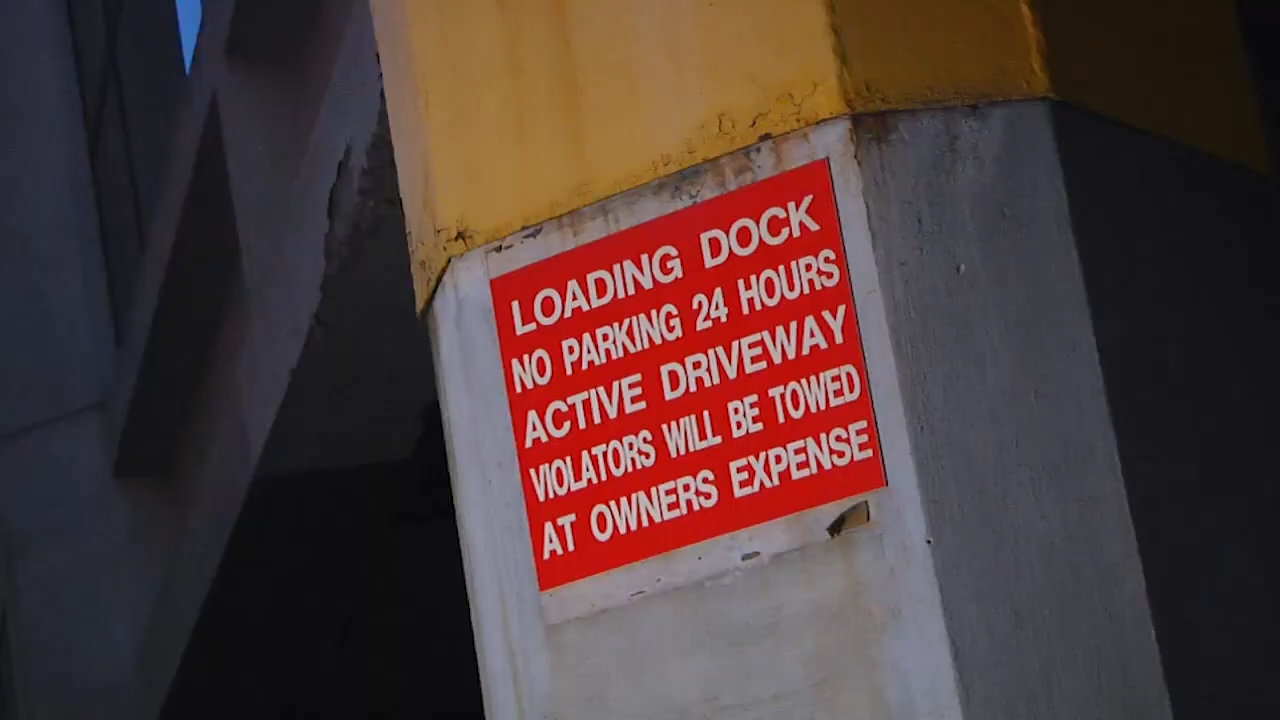 LOADING DOCK
NO PARKING 24 HOURS
ACTIVE DRIVEWAY
VIOLATORS WILL BE TOWED
AT OWNERS EXPENSE